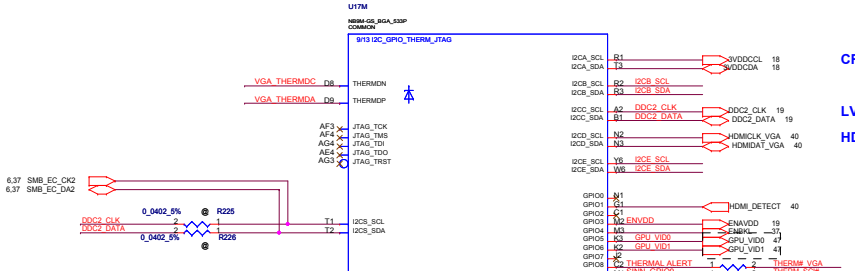 U17M
NB8M-GS_BGA_533P
COMMON
9/13 I2C_GPIO_THERM_JTAG
VGA_THERMDC D8 THERMDN
VGA_THERMDA D9 THERMDP
AF3 JTAG_TCK
AF4 JTAG_TMS
AG4 JTAG_TDI
AE4 JTAG_TDO
AG3 JTAG_TRST
6,37 SMB_EC_CK2
6,37 SMB_EC_DA2
0_0402_5% @ R225
DDC2_CLK 2 1 T1 I2CS_SCL
DDC2_DATA 2 1 T2 I2CS_SDA
0_0402_5% @ R226
I2CA_SCL R1 3VDDCCL 18
I2CA_SDA T3 3VDDCDA 18
I2CB_SCL R2 I2CB_SCL
I2CB_SDA R3 I2CB_SDA
I2CC_SCL A2 DDC2_CLK DDC2_CLK 19
I2CC_SDA B1 DDC2_DATA DDC2_DATA 19
I2CD_SCL N2 HDMICLK_VGA 40
I2CD_SDA N3 HDMIDAT_VGA 40
I2CE_SCL Y6 I2CE_SCL
I2CE_SDA W6 I2CE_SDA
GPIO0 N1
GPIO1 G1 HDMI_DETECT 40
GPIO2 C1
GPIO3 M2 ENVDD ENAVDD 19
GPIO4 M3 ENBKL 37
GPIO5 K3 GPU_VID0 GPU_VID0 47
GPIO6 K2 GPU_VID1 GPU_VID1 47
GPIO7 J2
GPIO8 C2 THERMAL ALERT 1 2 THERM#_VGA
LV